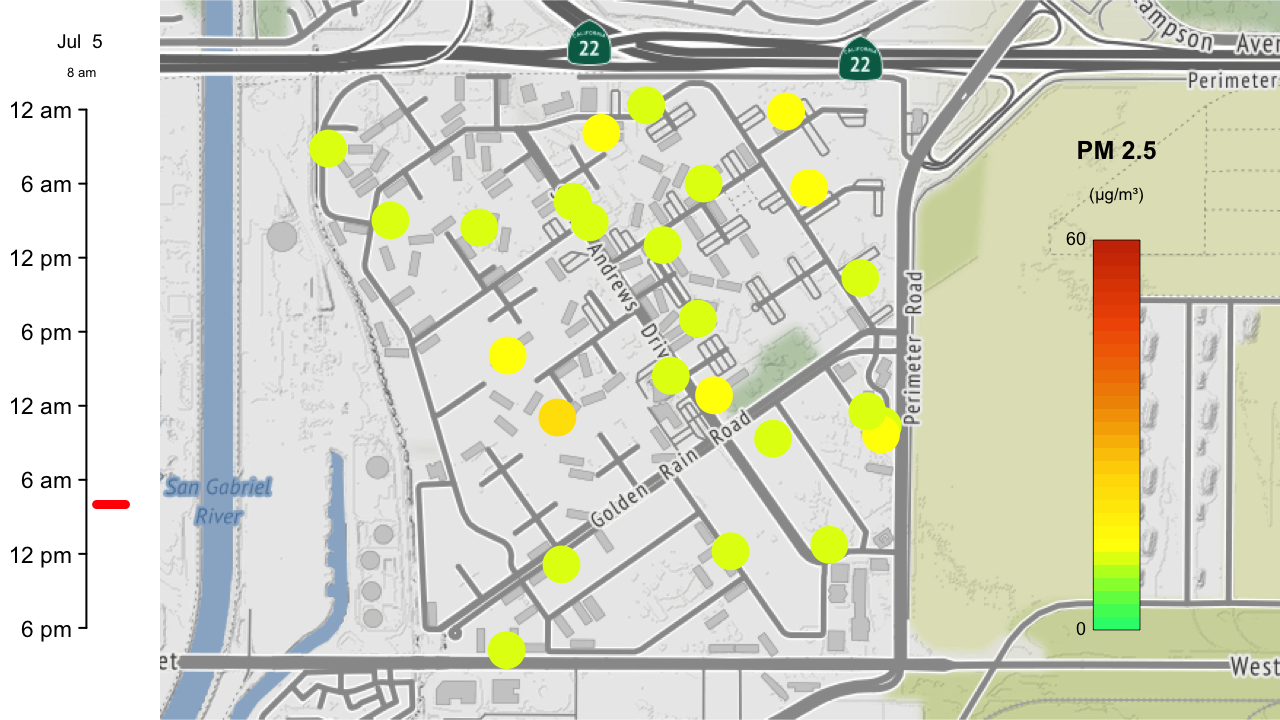 Jul 5
8 am
12 am
6 am
12 pm
6 pm
12 am
6 am
12 pm
6 pm
CALIFORNIA
22
CALIFORNIA
22
Perimeter
PM 2.5
(µg/m³)
60
0
Andrews
Perimeter Road
Golden Rain Road
San Gabriel
River
West